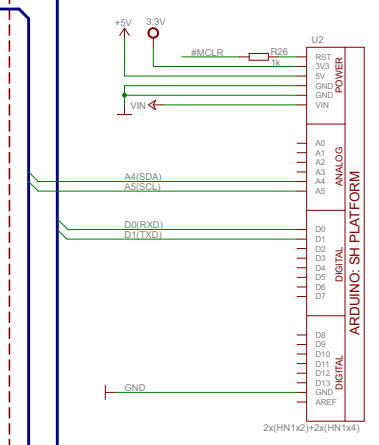 +5V 3.3V
U2
#MCLR R26
1k
RST
3V3
5V
GND
GND
VIN VIN
POWER
A0
A1
A2
A3
A4(SDA) A4
A5(SCL) A5
ANALOG
D0(RXD) D0
D1(TXD) D1
D2
D3
D4
D5
D6
D7
DIGITAL
ARDUINO: SH PLATFORM
D8
D9
D10
D11
D12
D13
GND GND
AREF
DIGITAL
2x(HN1x2)+2x(HN1x4)